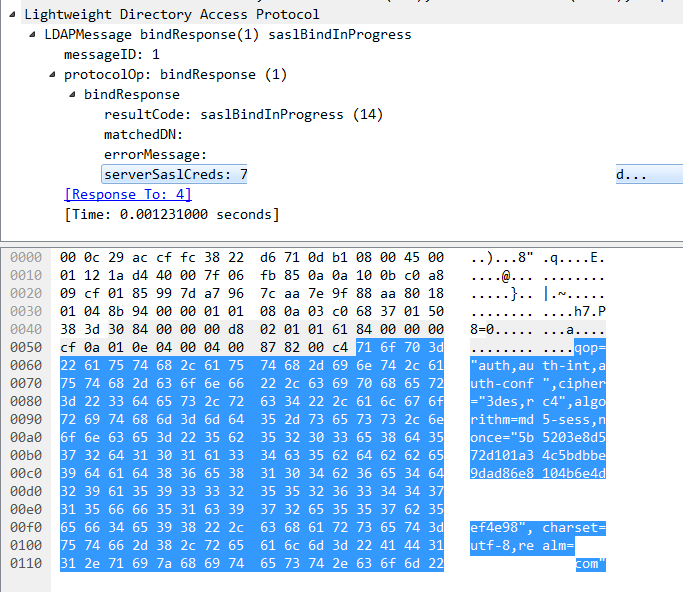 Lightweight Directory Access Protocol
LDAPMessage bindResponse(1) saslBindInProgress
messageID: 1
protocolOp: bindResponse (1)
bindResponse
resultCode: saslBindInProgress (14)
matchedDN:
errorMessage:
serverSaslCreds: 7 d...
[Response To: 4]
[Time: 0.001231000 seconds]
0000 00 0c 29 ac cf fc 38 22 d6 71 0d b1 08 00 45 00 ..)...8" .q....E.
0010 01 12 1a d4 40 00 7f 06 fb 85 0a 0a 10 0b c0 a8 ....@... ........
0020 09 cf 01 85 99 7d a7 96 7c aa 7e 9f 88 aa 80 18 .....}.. |.~.....
0030 01 04 8b 94 00 00 01 01 08 0a 03 c0 68 37 01 50 ........ ....h7.P
0040 38 3d 30 84 00 00 00 d8 02 01 01 61 84 00 00 00 8=0..... ...a....
0050 cf 0a 01 0e 04 00 04 00 87 82 00 c4 71 6f 70 3d ........ ....qop=
0060 22 61 75 74 68 2c 61 75 74 68 2d 69 6e 74 2c 61 "auth,au th-int,a
0070 75 74 68 2d 63 6f 6e 66 22 2c 63 69 70 68 65 72 uth-conf ",cipher
0080 3d 22 33 64 65 73 2c 72 63 34 22 2c 61 6c 67 6f ="3des,r c4",algo
0090 72 69 74 68 6d 3d 6d 64 35 2d 73 65 73 73 2c 6e rithm=md 5-sess,n
00a0 6f 6e 63 65 3d 22 35 62 35 32 30 33 65 38 64 35 once="5b 5203e8d5
00b0 37 32 64 31 30 31 61 33 34 63 35 62 64 62 62 65 72d101a3 4c5bdbbe
00c0 39 64 61 64 38 36 65 38 31 30 34 62 36 65 34 64 9dad86e8 104b6e4d
00d0 32 39 61 35 39 33 33 32 35 35 32 36 33 34 34 37
00e0 31 35 66 66 35 31 63 39 37 32 65 35 35 37 62 35
00f0 65 66 34 65 39 38 22 2c 63 68 61 72 73 65 74 3d ef4e98", charset=
0100 75 74 66 2d 38 2c 72 65 61 6c 6d 3d 22 41 44 31 utf-8,re alm=
0110 31 2e 71 69 7a 68 69 74 65 73 74 2e 63 6f 6d 22 com"